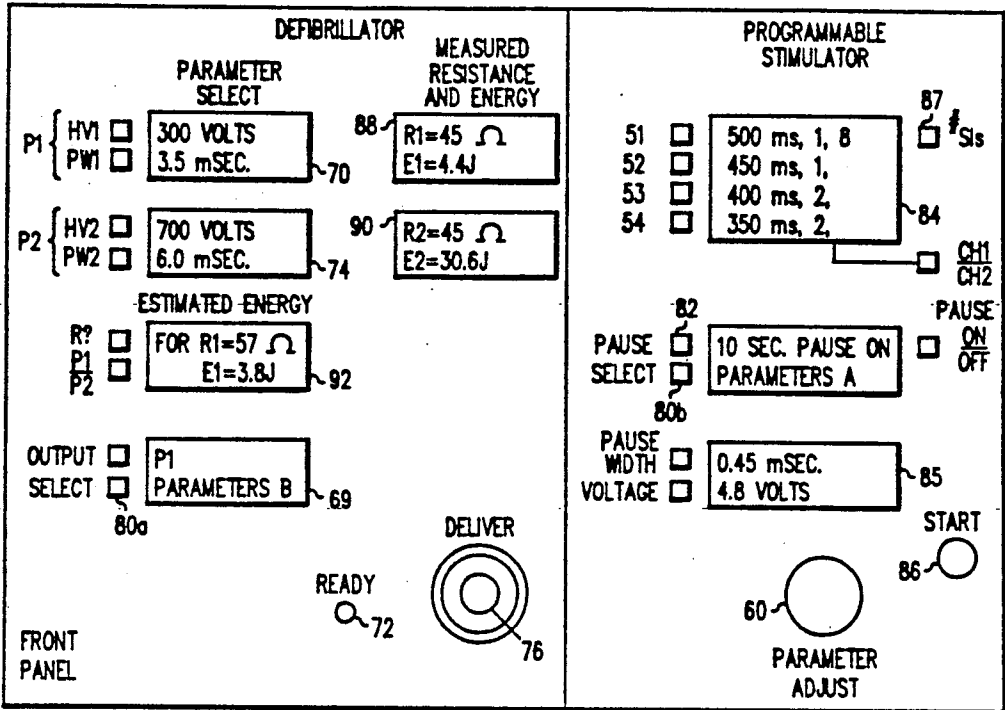 DEFIBRILLATOR
PARAMETER
SELECT
MEASURED
RESISTANCE
AND ENERGY
P1 { HV1
PW1
300 VOLTS
3.5 mSEC.
70
88
R1=45 Ω
E1=4.4J
P2 { HV2
PW2
700 VOLTS
6.0 mSEC.
74
90
R2=45 Ω
E2=30.6J
ESTIMATED ENERGY
R?
P1
P2
FOR R1=57 Ω
E1=3.8J
92
OUTPUT
SELECT
80a
P1
PARAMETERS B
69
DELIVER
76
READY
72
FRONT
PANEL
PROGRAMMABLE
STIMULATOR
51
52
53
54
500 ms, 1, 8
450 ms, 1,
400 ms, 2,
350 ms, 2,
84
87
# SIs
CH1
CH2
PAUSE
ON
OFF
82
PAUSE
SELECT
80b
10 SEC. PAUSE ON
PARAMETERS A
PAUSE
WIDTH
VOLTAGE
0.45 mSEC.
4.8 VOLTS
85
START
86
60
PARAMETER
ADJUST